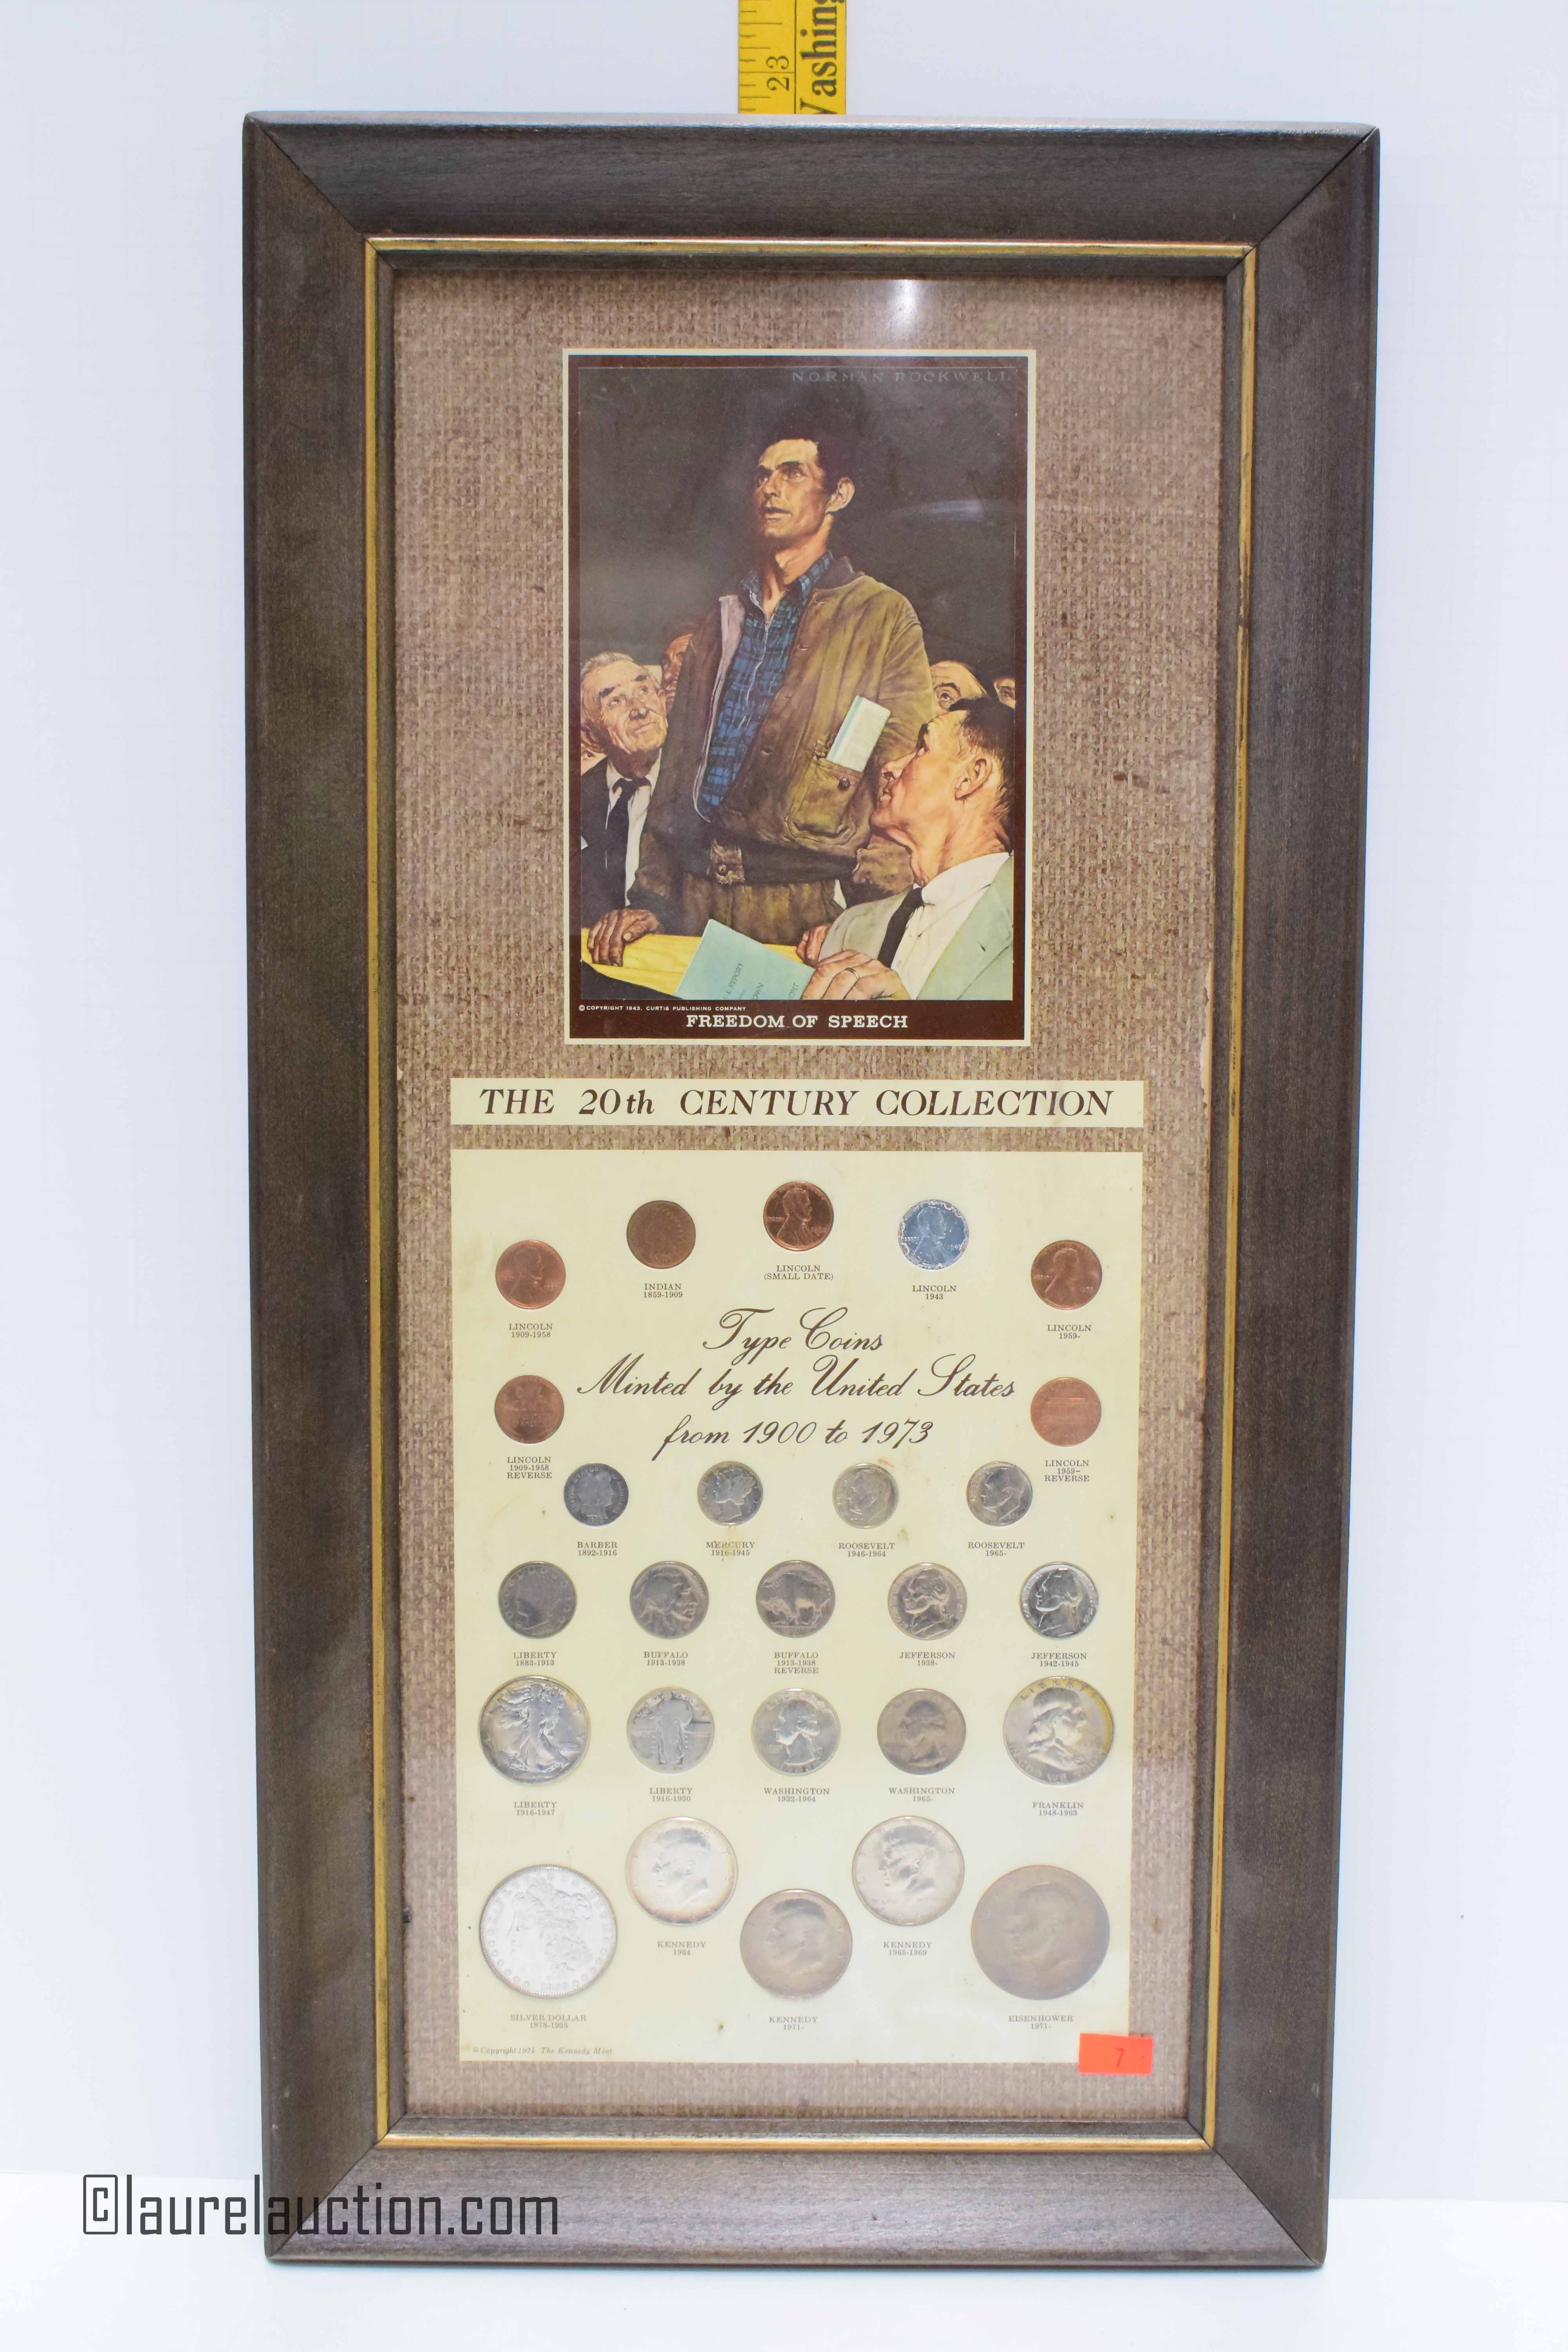 23
NORMAN ROCKWELL
© COPYRIGHT 1943, CURTIS PUBLISHING COMPANY
FREEDOM OF SPEECH
THE 20th CENTURY COLLECTION
LINCOLN
1909-1958
INDIAN
1859-1909
LINCOLN
(SMALL DATE)
LINCOLN
1943
LINCOLN
1959-
Type Coins
Minted by the United States
from 1900 to 1973
LINCOLN
1909-1958
REVERSE
LINCOLN
1959-
REVERSE
BARBER
1892-1916
MERCURY
1916-1945
ROOSEVELT
1946-1964
ROOSEVELT
1965-
LIBERTY
1883-1913
BUFFALO
1913-1938
BUFFALO
1913-1938
REVERSE
JEFFERSON
1938-
JEFFERSON
1942-1945
LIBERTY
1916-1947
LIBERTY
1916-1930
WASHINGTON
1932-1964
WASHINGTON
1965-
FRANKLIN
1948-1963
SILVER DOLLAR
1878-1935
KENNEDY
1964
KENNEDY
1971-
KENNEDY
1965-1969
EISENHOWER
1971-
© Copyright 1974 The Kennedy Mint
7
©laurelauction.com